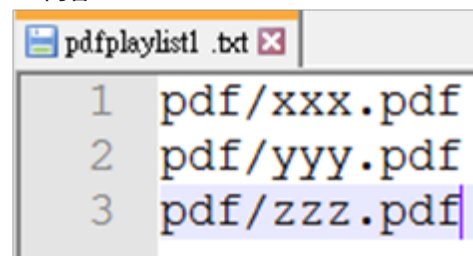 pdfplaylist1 .txt
1 pdf/xxx.pdf
2 pdf/yyy.pdf
3 pdf/zzz.pdf